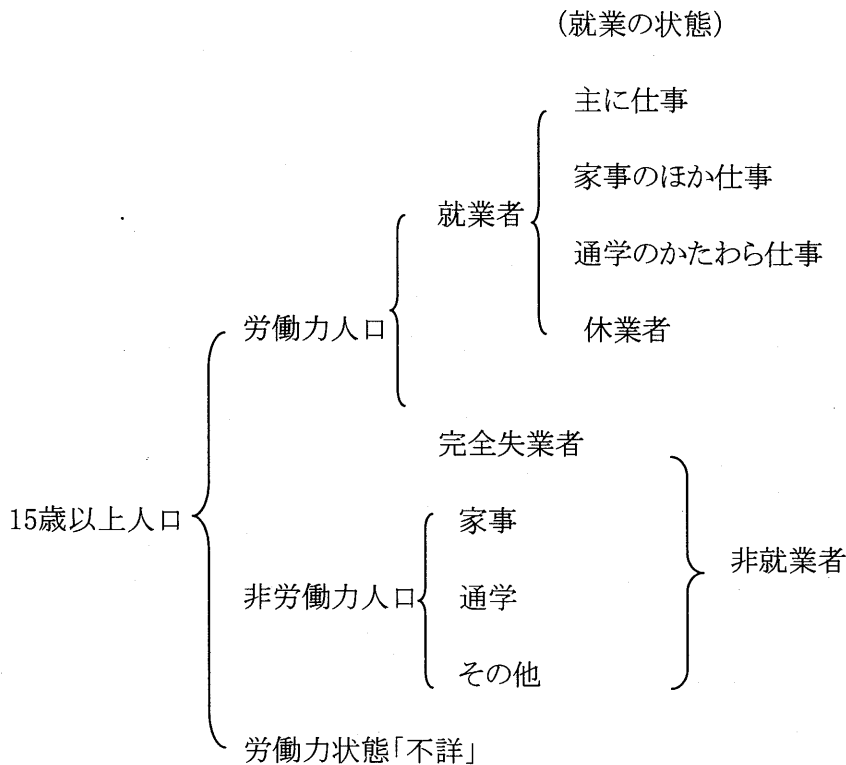 (就業の状態)
主に仕事
家事のほか仕事
就業者
通学のかたわら仕事
労働力人口
休業者
完全失業者
15歳以上人口
家事
非就業者
非労働力人口
通学
その他
労働力状態「不詳」